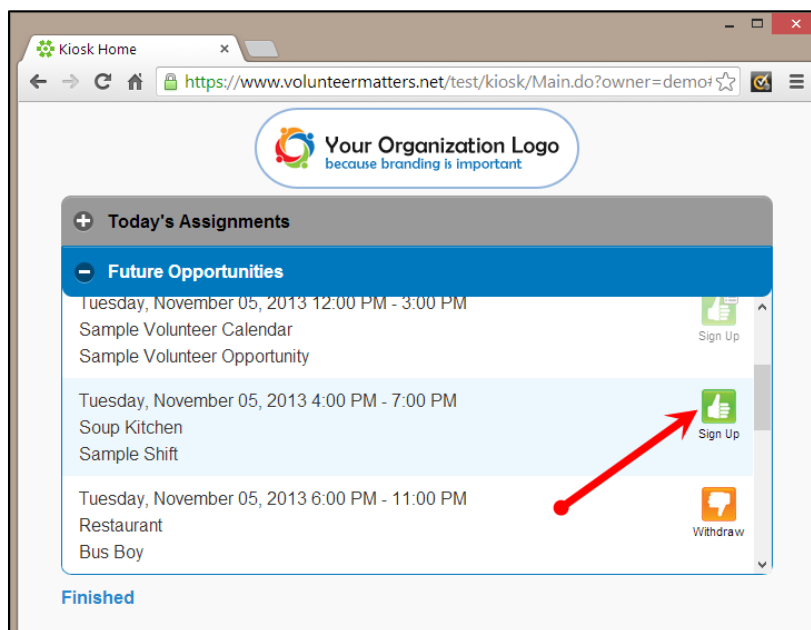 Kiosk Home
https://www.volunteermatters.net/test/kiosk/Main.do?owner=demo
Your Organization Logo
because branding is important
Today's Assignments
Future Opportunities
Tuesday, November 05, 2013 12:00 PM - 3:00 PM
Sample Volunteer Calendar
Sample Volunteer Opportunity
Sign Up
Tuesday, November 05, 2013 4:00 PM - 7:00 PM
Soup Kitchen
Sample Shift
Sign Up
Tuesday, November 05, 2013 6:00 PM - 11:00 PM
Restaurant
Bus Boy
Withdraw
Finished